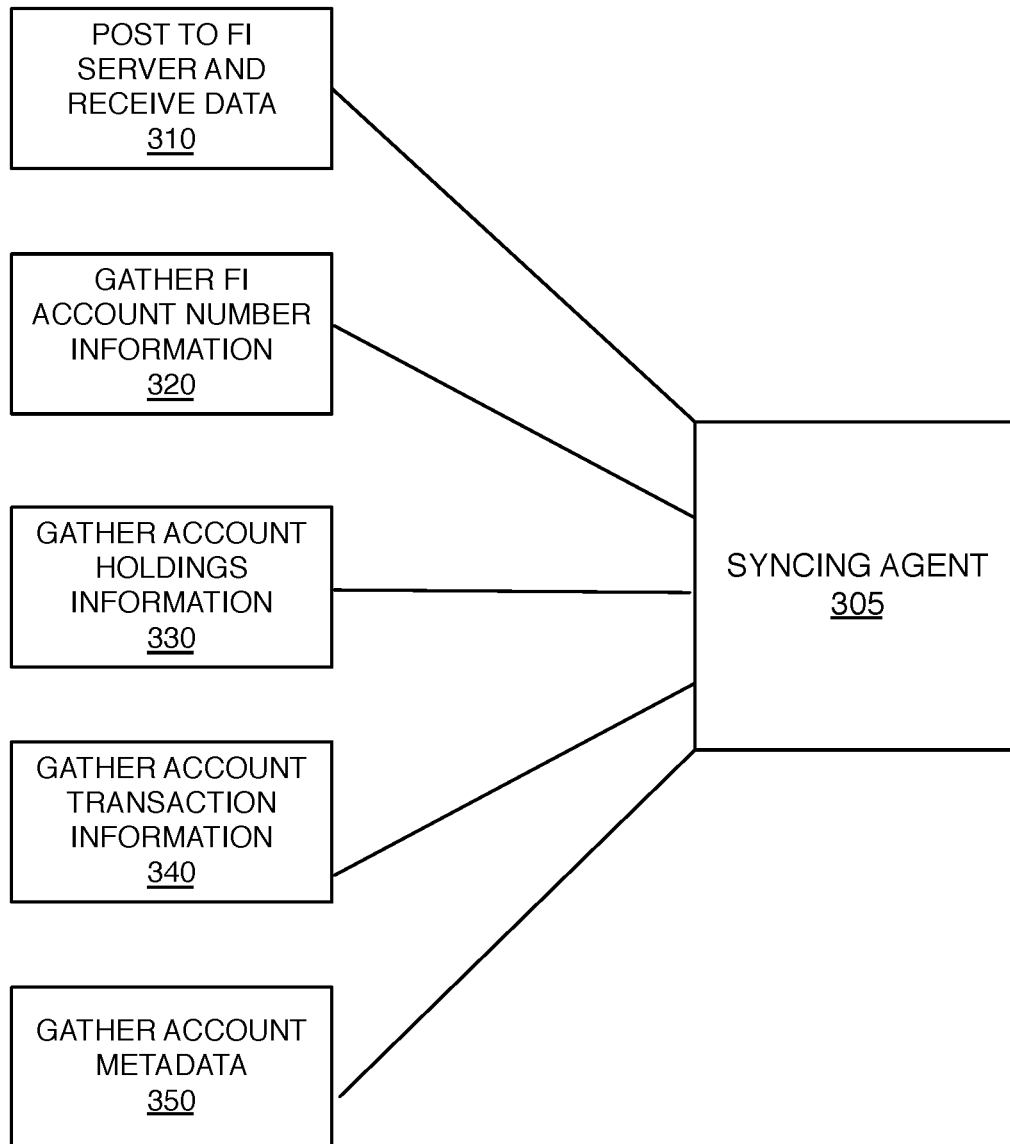 POST TO FI
SERVER AND
RECEIVE DATA
310
GATHER FI
ACCOUNT NUMBER
INFORMATION
320
GATHER ACCOUNT
HOLDINGS
INFORMATION
330
SYNCING AGENT
305
GATHER ACCOUNT
TRANSACTION
INFORMATION
340
GATHER ACCOUNT
METADATA
350